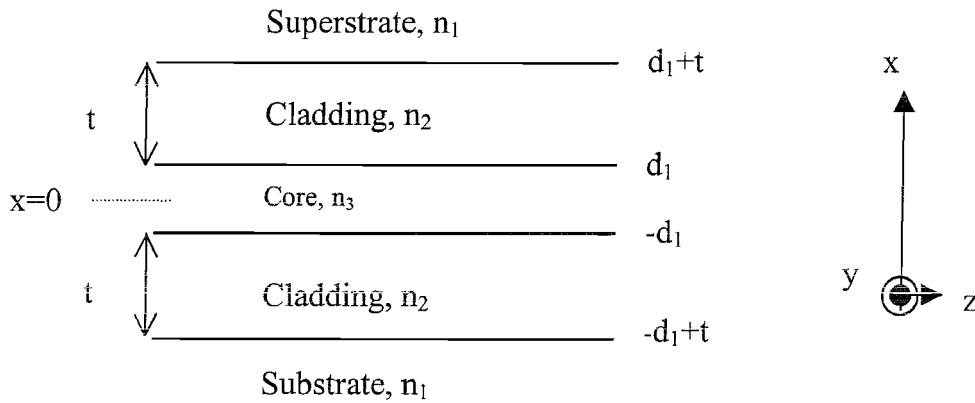 Superstrate, n₁
d₁+t
x
t
Cladding, n₂
d₁
x=0
Core, n₃
-d₁
t
Cladding, n₂
y
z
-d₁+t
Substrate, n₁